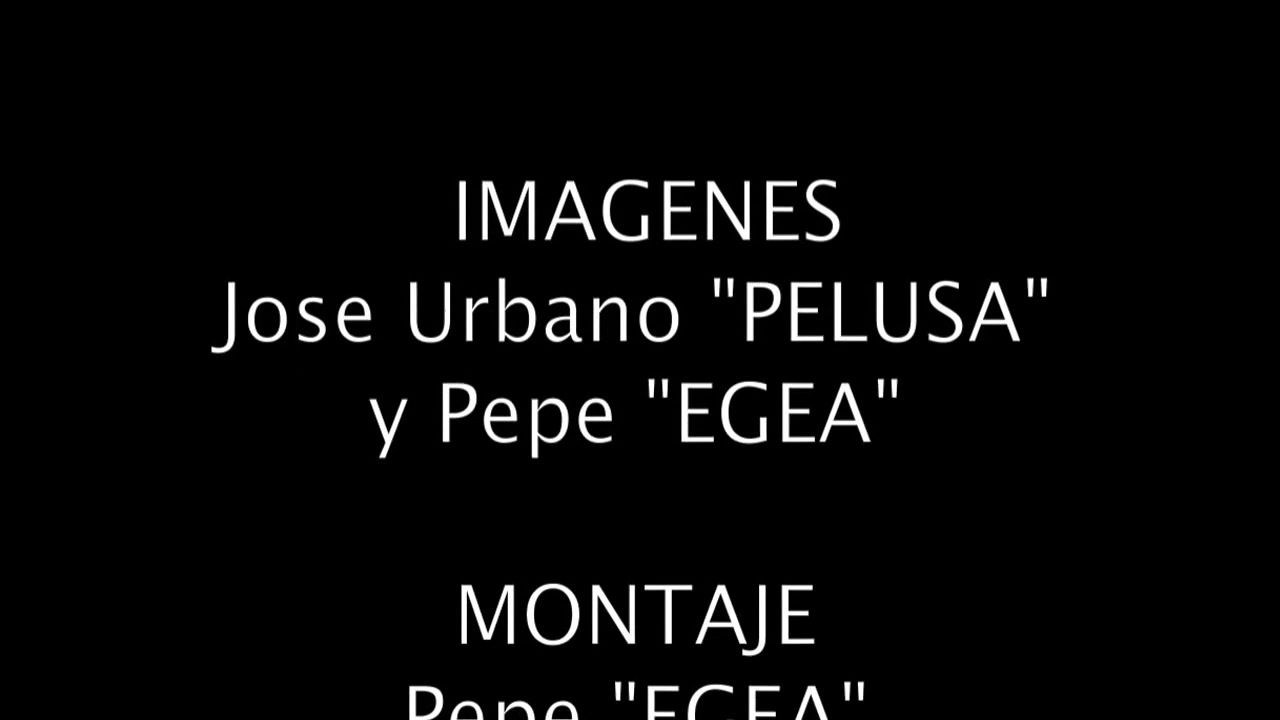 IMAGENES
Jose Urbano "PELUSA"
y Pepe "EGEA"
MONTAJE
Pepe "EGEA"